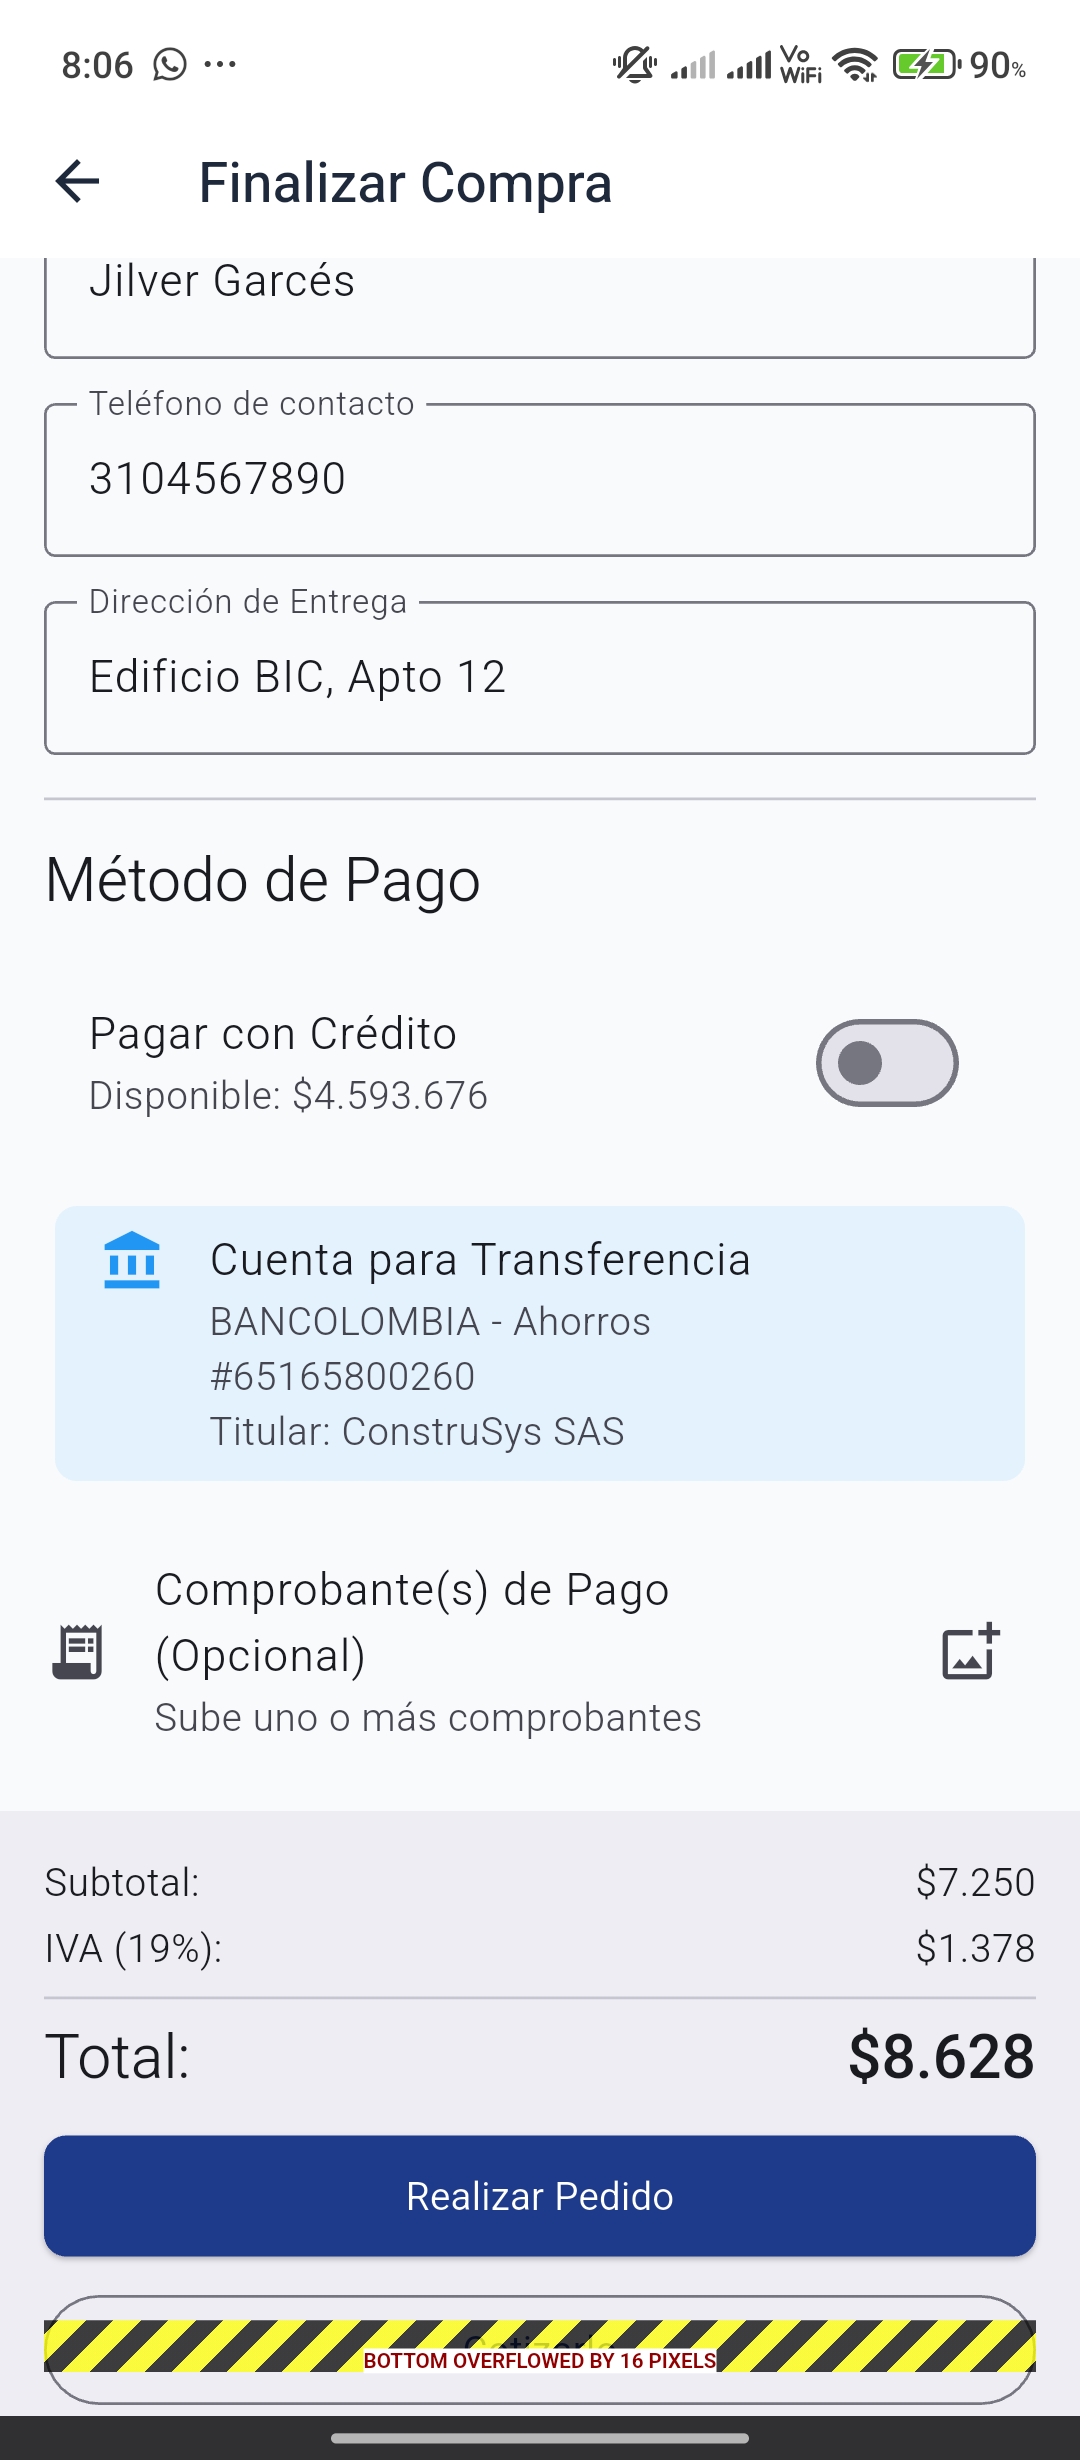 8:06
Vo
WiFi
90%
Finalizar Compra
Jilver Garcés
Teléfono de contacto
3104567890
Dirección de Entrega
Edificio BIC, Apto 12
Método de Pago
Pagar con Crédito
Disponible: $4.593.676
Cuenta para Transferencia
BANCOLOMBIA - Ahorros
#65165800260
Titular: ConstruSys SAS
Comprobante(s) de Pago
(Opcional)
Sube uno o más comprobantes
Subtotal: $7.250
IVA (19%): $1.378
Total: $8.628
Realizar Pedido
BOTTOM OVERFLOWED BY 16 PIXELS